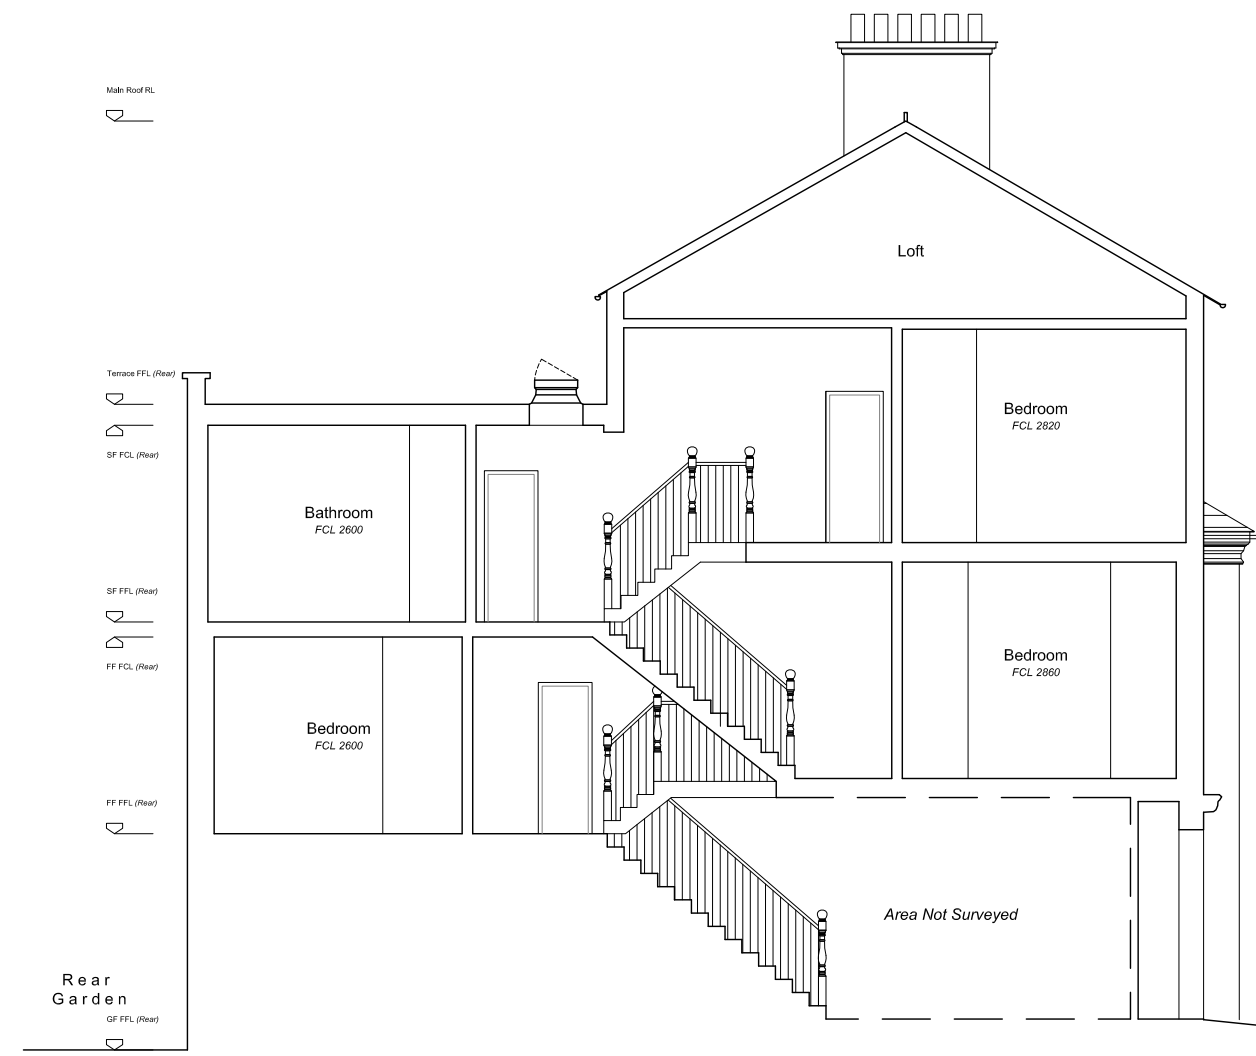 Main Roof RL
Loft
Terrace FFL (Rear)
Bedroom
FCL 2820
SF FCL (Rear)
Bathroom
FCL 2600
SF FFL (Rear)
FF FCL (Rear)
Bedroom
FCL 2860
Bedroom
FCL 2600
FF FFL (Rear)
Area Not Surveyed
Rear
Garden
GF FFL (Rear)